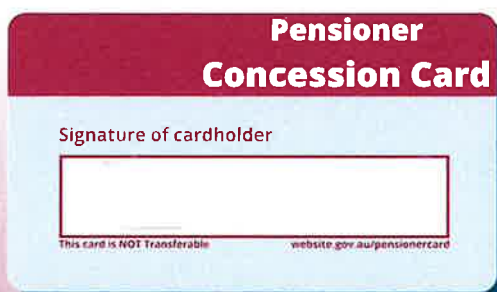 Pensioner
Concession Card
Signature of cardholder
This card is NOT Transferable website.gov.au/pensionercard